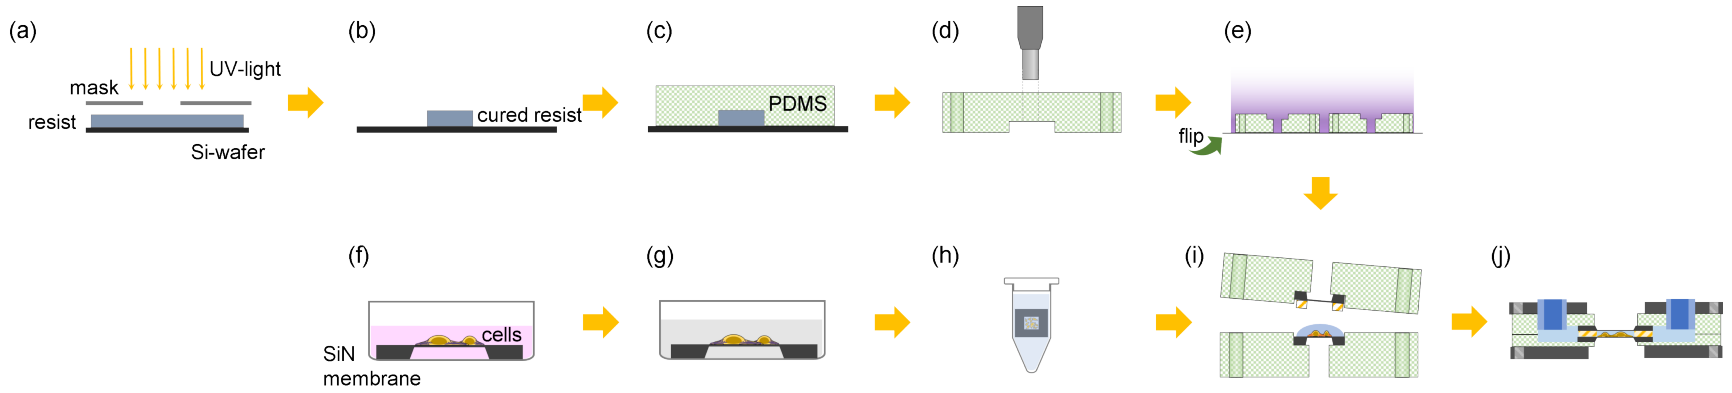 (a)
UV-light
mask
resist
Si-wafer
(b)
cured resist
(c)
PDMS
(d)
(e)
flip
(f)
cells
SiN
membrane
(g)
(h)
(i)
(j)